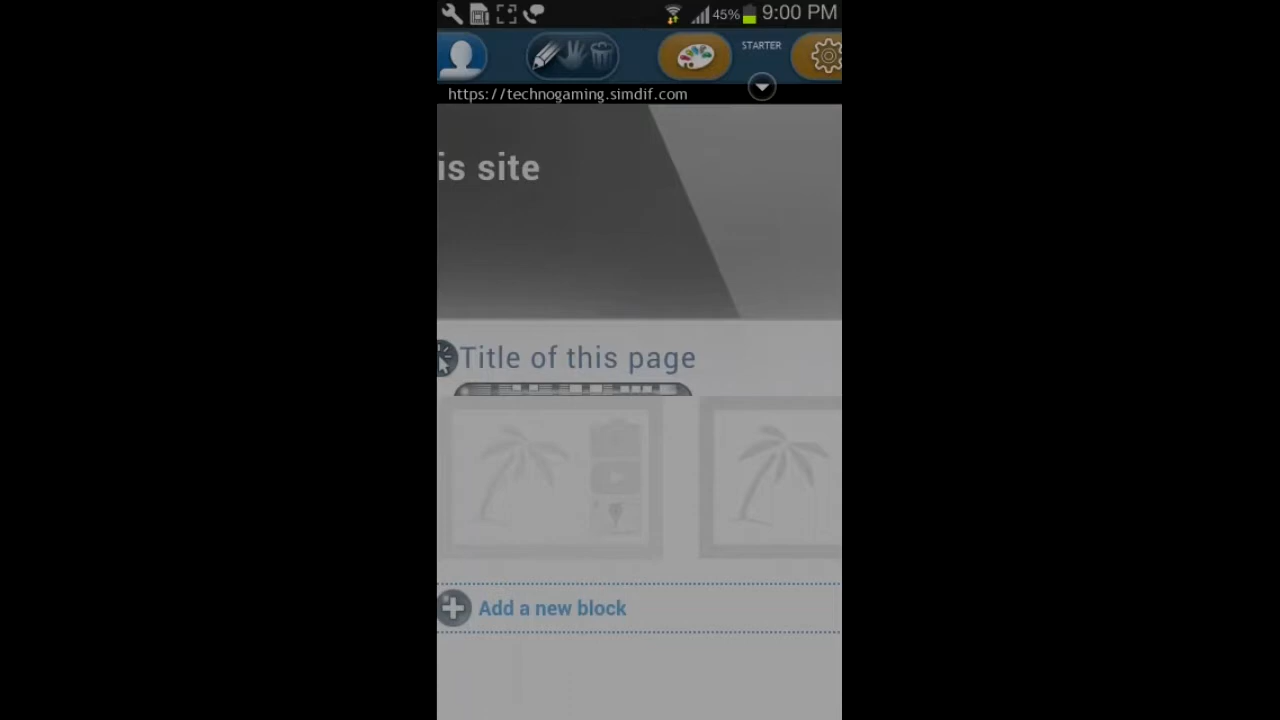 45% 9:00 PM
STARTER
https://technogaming.simdif.com
is site
Title of this page
Add a new block